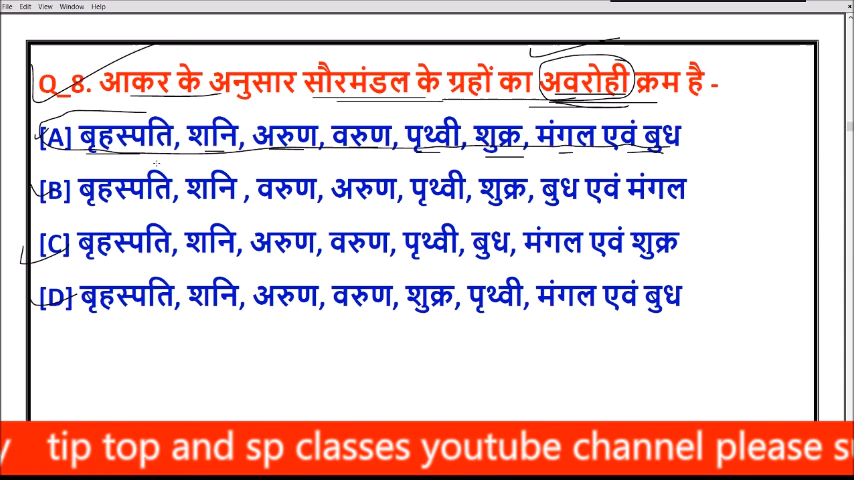 File Edit View Window Help
Q_8. आकर के अनुसार सौरमंडल के ग्रहों का अवरोही क्रम है -
[A] बृहस्पति, शनि, अरुण, वरुण, पृथ्वी, शुक्र, मंगल एवं बुध
[B] बृहस्पति, शनि , वरुण, अरुण, पृथ्वी, शुक्र, बुध एवं मंगल
[C] बृहस्पति, शनि, अरुण, वरुण, पृथ्वी, बुध, मंगल एवं शुक्र
[D] बृहस्पति, शनि, अरुण, वरुण, शुक्र, पृथ्वी, मंगल एवं बुध
tip top and sp classes youtube channel please